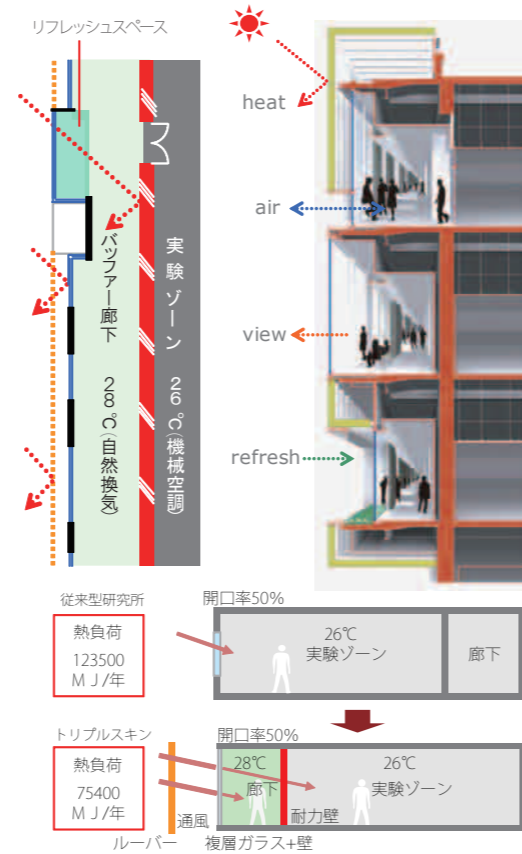 リフレッシュスペース
バッファー廊下 28℃(自然換気)
実験ゾーン 26℃(機械空調)
heat
air
view
refresh
従来型研究所
熱負荷
123500
MJ/年
開口率50%
26℃
実験ゾーン
廊下
トリプルスキン
熱負荷
75400
MJ/年
開口率50%
28℃
廊下
26℃
実験ゾーン
通風
耐力壁
ルーバー
複層ガラス+壁